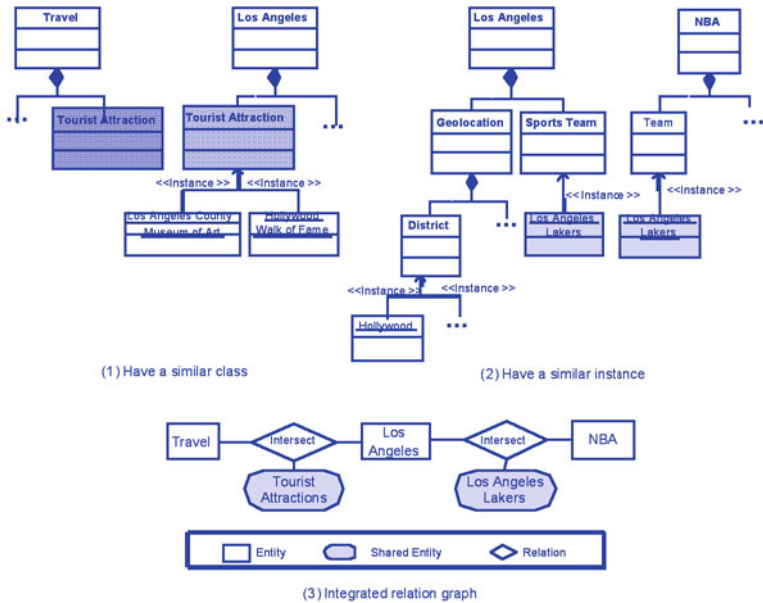 Travel
Los Angeles
...
Tourist Attraction
Tourist Attraction
...
<<Instance >>
<<Instance >>
Los Angeles County
Museum of Art
Hollywood
Walk of Fame
(1) Have a similar class
Los Angeles
NBA
Geolocation
Sports Team
Team
...
<<Instance >>
<<Instance >>
District
...
Los Angeles
Lakers
Los Angeles
Lakers
<<Instance >>
<<Instance >>
Hollywood
...
(2) Have a similar instance
Travel
Intersect
Los
Angeles
Intersect
NBA
Tourist
Attractions
Los Angeles
Lakers
Entity
Shared Entity
Relation
(3) Integrated relation graph